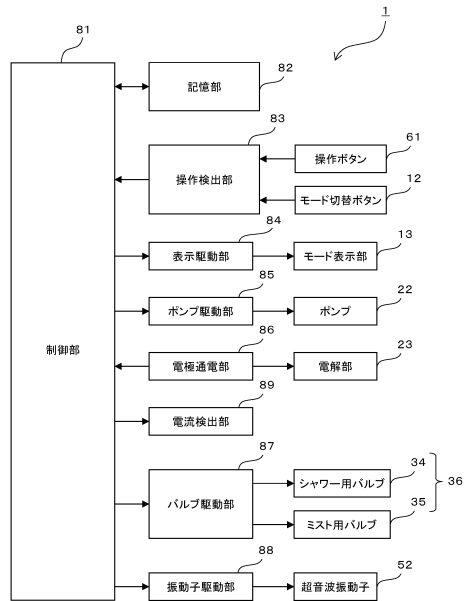 1
81
記憶部
82
83
操作検出部
操作ボタン
61
モード切替ボタン
12
84
表示駆動部
モード表示部
13
85
ポンプ駆動部
ポンプ
22
制御部
86
電極通電部
電解部
23
89
電流検出部
87
バルブ駆動部
シャワー用バルブ
34
ミスト用バルブ
35
36
88
振動子駆動部
超音波振動子
52